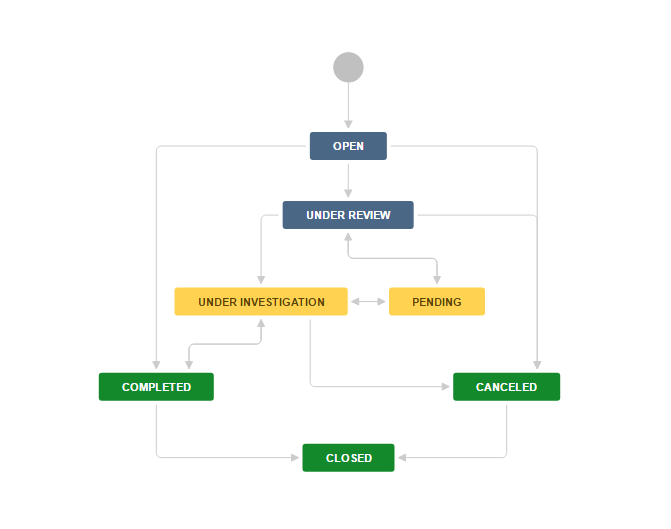 OPEN
UNDER REVIEW
UNDER INVESTIGATION
PENDING
COMPLETED
CANCELED
CLOSED